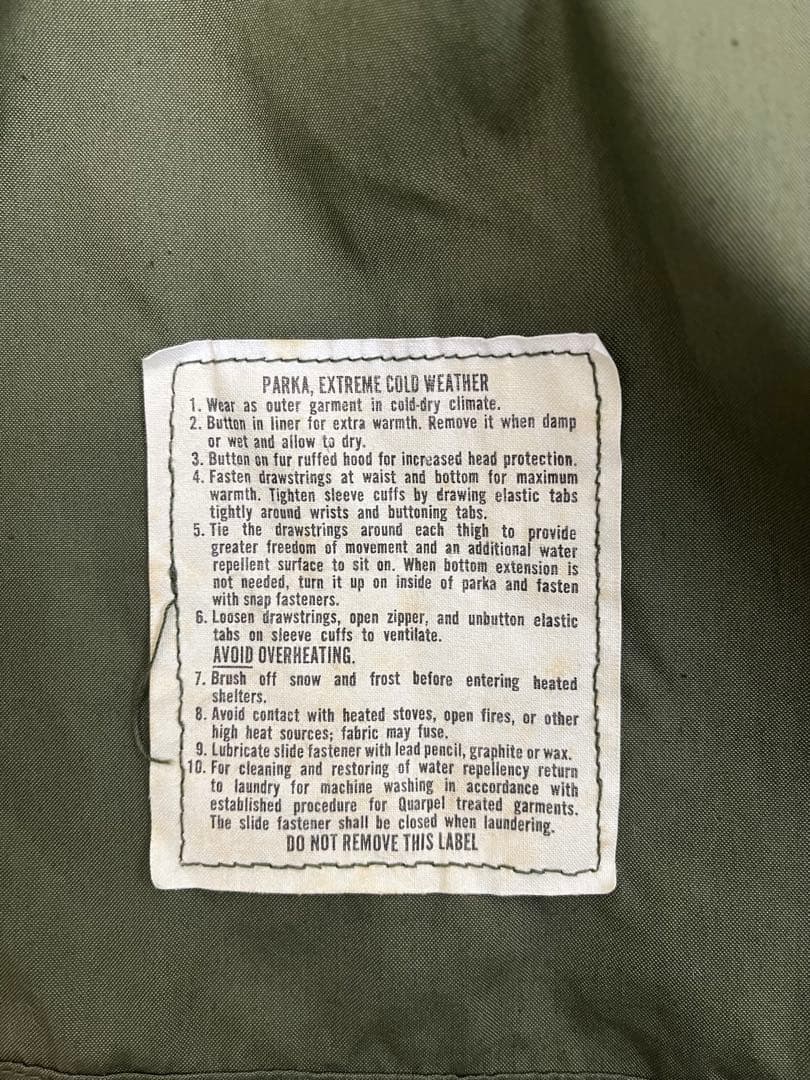 PARKA, EXTREME COLD WEATHER
1. Wear as outer garment in cold-dry climate.
2. Button in liner for extra warmth. Remove it when damp
or wet and allow to dry.
3. Button on fur ruffed hood for increased head protection.
4. Fasten drawstrings at waist and bottom for maximum
warmth. Tighten sleeve cuffs by drawing elastic tabs
tightly around wrists and buttoning tabs.
5. Tie the drawstrings around each thigh to provide
greater freedom of movement and an additional water
repellent surface to sit on. When bottom extension is
not needed, turn it up on inside of parka and fasten
with snap fasteners.
6. Loosen drawstrings, open zipper, and unbutton elastic
tabs on sleeve cuffs to ventilate.
AVOID OVERHEATING.
7. Brush off snow and frost before entering heated
shelters.
8. Avoid contact with heated stoves, open fires, or other
high heat sources; fabric may fuse.
9. Lubricate slide fastener with lead pencil, graphite or wax.
10. For cleaning and restoring of water repellency return
to laundry for machine washing in accordance with
established procedure for Quarpel treated garments.
The slide fastener shall be closed when laundering.
DO NOT REMOVE THIS LABEL